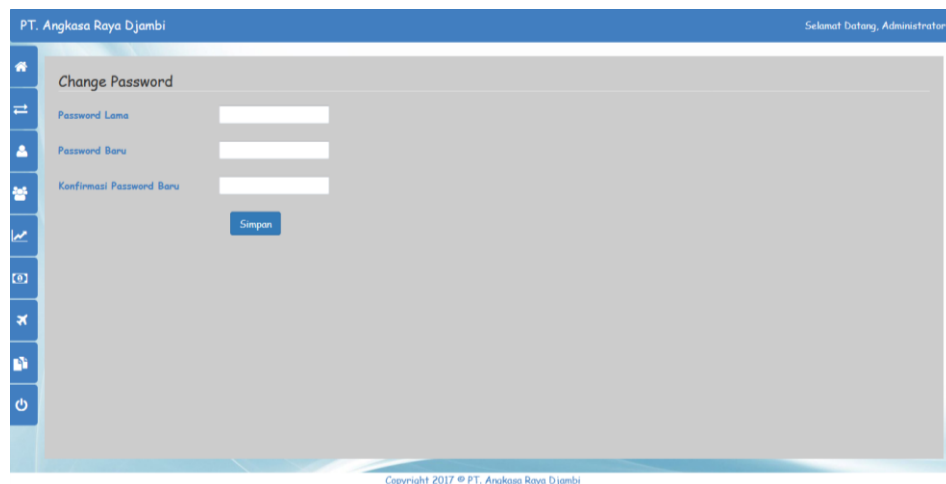 PT. Angkasa Raya Djambi
Selamat Datang, Administrator
Change Password
Password Lama
Password Baru
Konfirmasi Password Baru
Simpan
Copyright 2017 © PT. Angkasa Raya Djambi